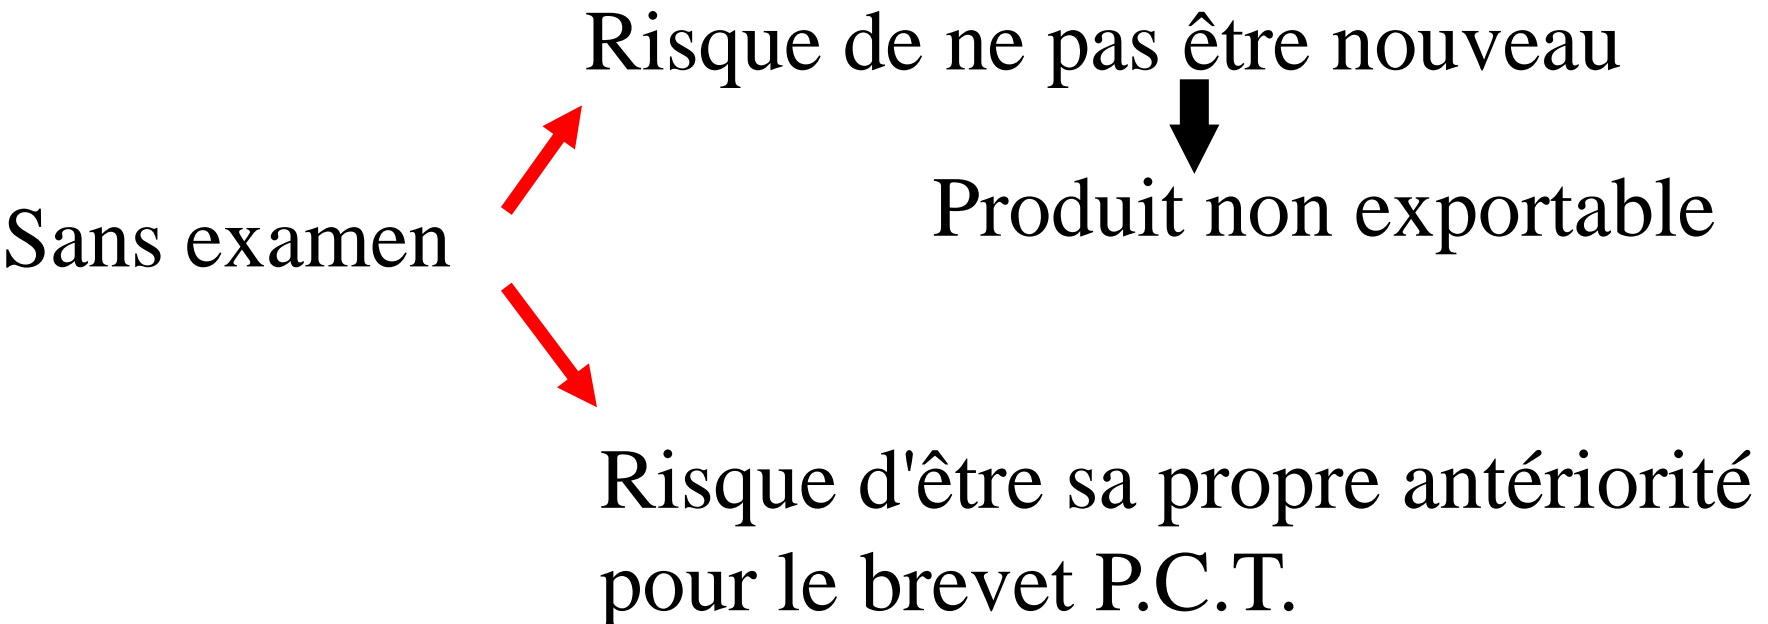 Risque de ne pas être nouveau
Produit non exportable
Sans examen
Risque d'être sa propre antériorité
pour le brevet P.C.T.